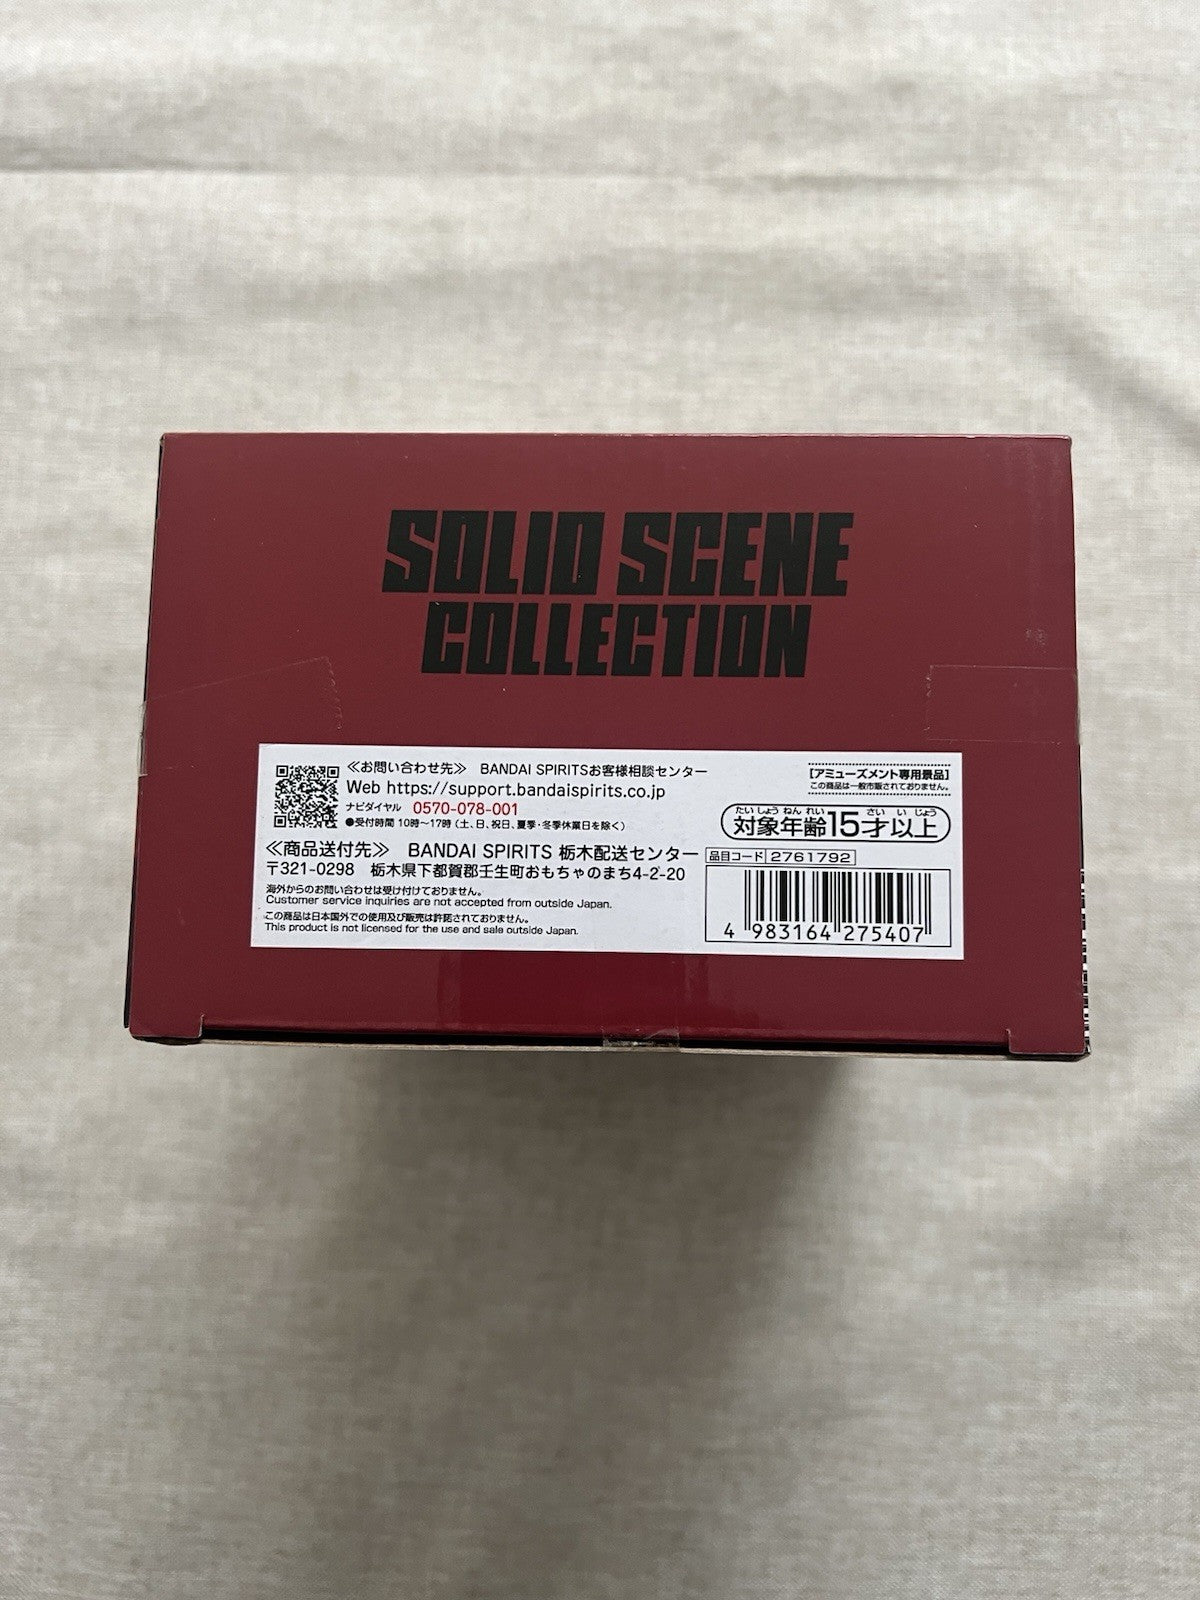 SOLID SCENE
COLLECTION
≪お問い合わせ先≫ BANDAI SPIRITSお客様相談センター
Web https://support.bandaispirits.co.jp
ナビダイヤル 0570-078-001
●受付時間 10時～17時（土、日、祝日、夏季・冬季休業日を除く）
≪商品送付先≫ BANDAI SPIRITS 栃木配送センター
〒321-0298 栃木県下都賀郡壬生町おもちゃのまち4-2-20
海外からのお問い合わせは受け付けておりません。
Customer service inquiries are not accepted from outside Japan.
この商品は日本国外での使用及び販売は許諾されておりません。
This product is not licensed for the use and sale outside Japan.
［アミューズメント専用景品］
この商品は一般市販されておりません。
たいしょうねんれい さいいじょう
対象年齢15才以上
品目コード 2761792
4 983164 275407